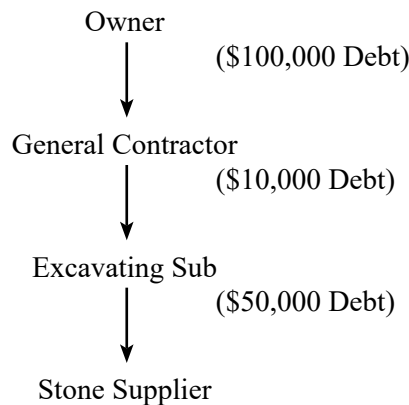 Owner
($100,000 Debt)
General Contractor
($10,000 Debt)
Excavating Sub
($50,000 Debt)
Stone Supplier